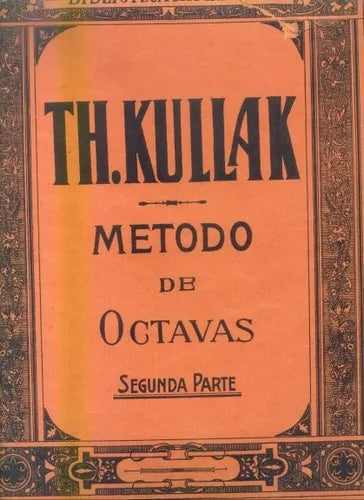 TH.KULLAK
METODO
DE
OCTAVAS
SEGUNDA PARTE